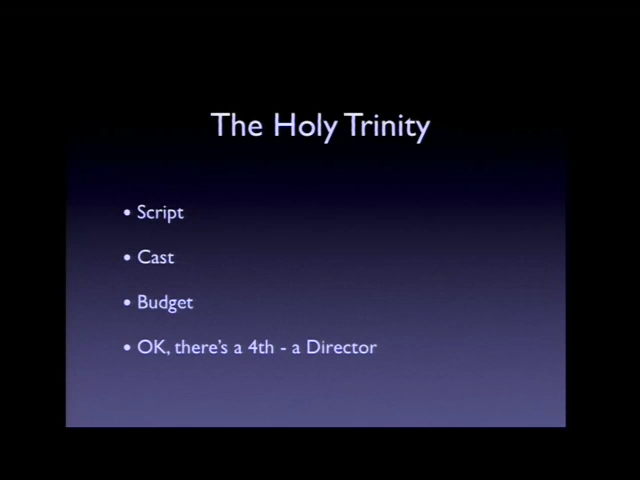 The Holy Trinity
• Script
• Cast
• Budget
• OK, there's a 4th - a Director